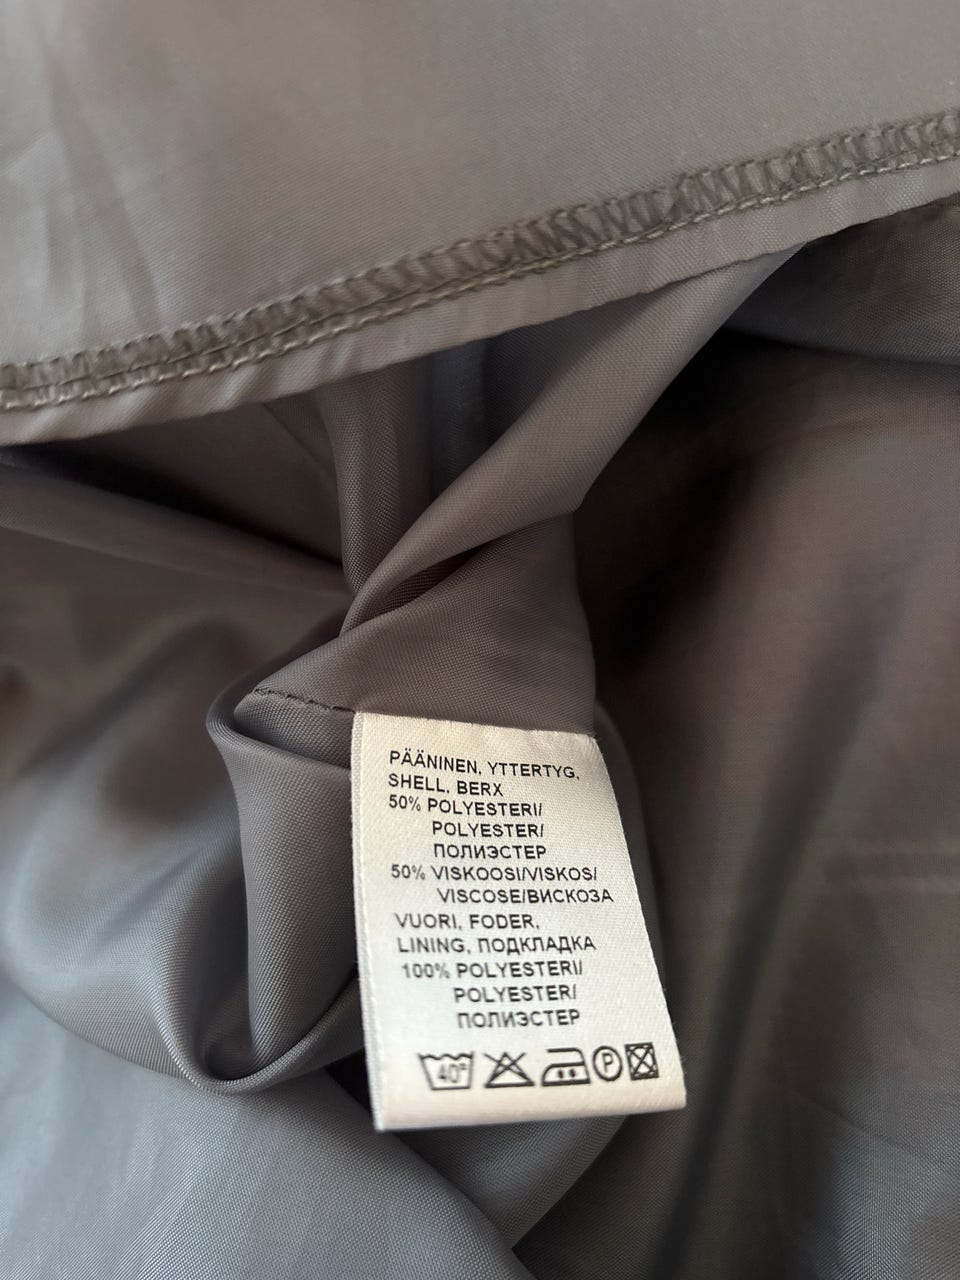 PÄÄNINEN, YTTERTYG,
SHELL, BERX
50% POLYESTERI/
POLYESTER/
ПОЛИЭСТЕР
50% VISKOOSI/VISKOS/
VISCOSE/ВИСКОЗА
VUORI, FODER,
LINING, ПОДКЛАДКА
100% POLYESTERI/
POLYESTER/
ПОЛИЭСТЕР
40° P